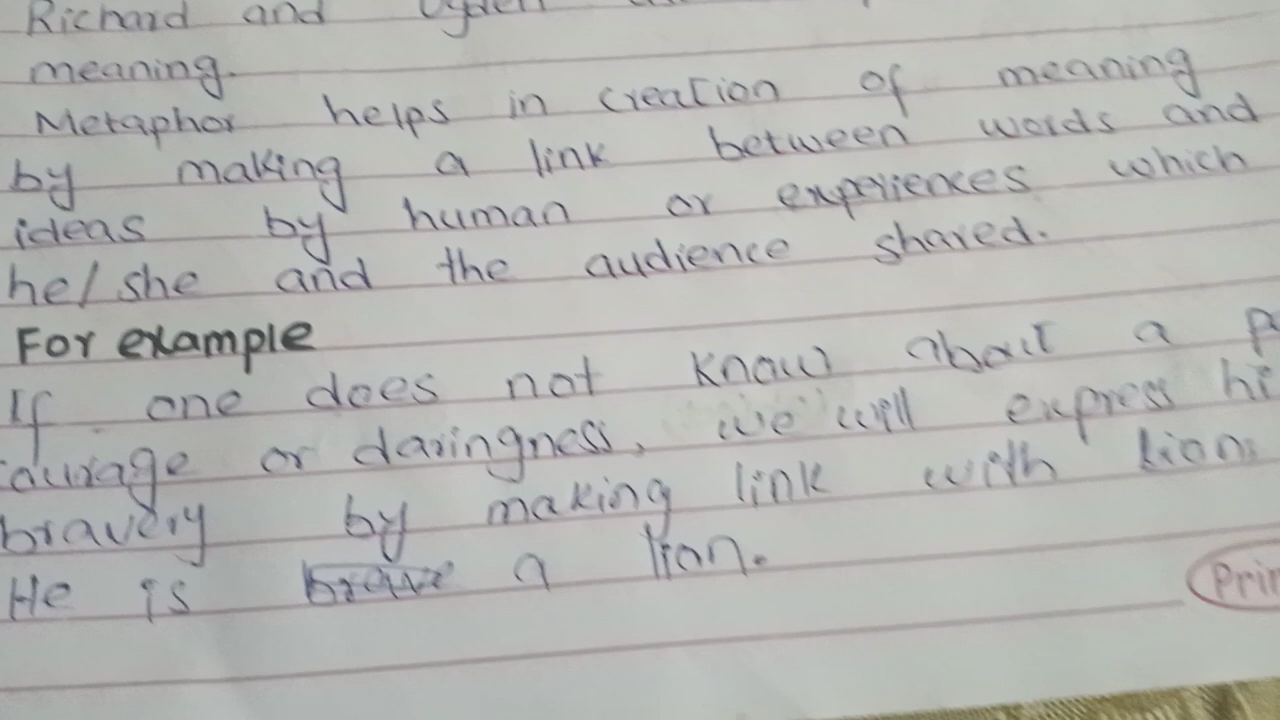 Richard and Ogden
meaning.
Metaphor helps in creation of meaning
by making a link between words and
ideas by human or experiences which
he/she and the audience shared.
For example
If one does not know about a P
courage or daringness, we will express hi
bravery by making link with lion.
He is brave a lion.
Prin